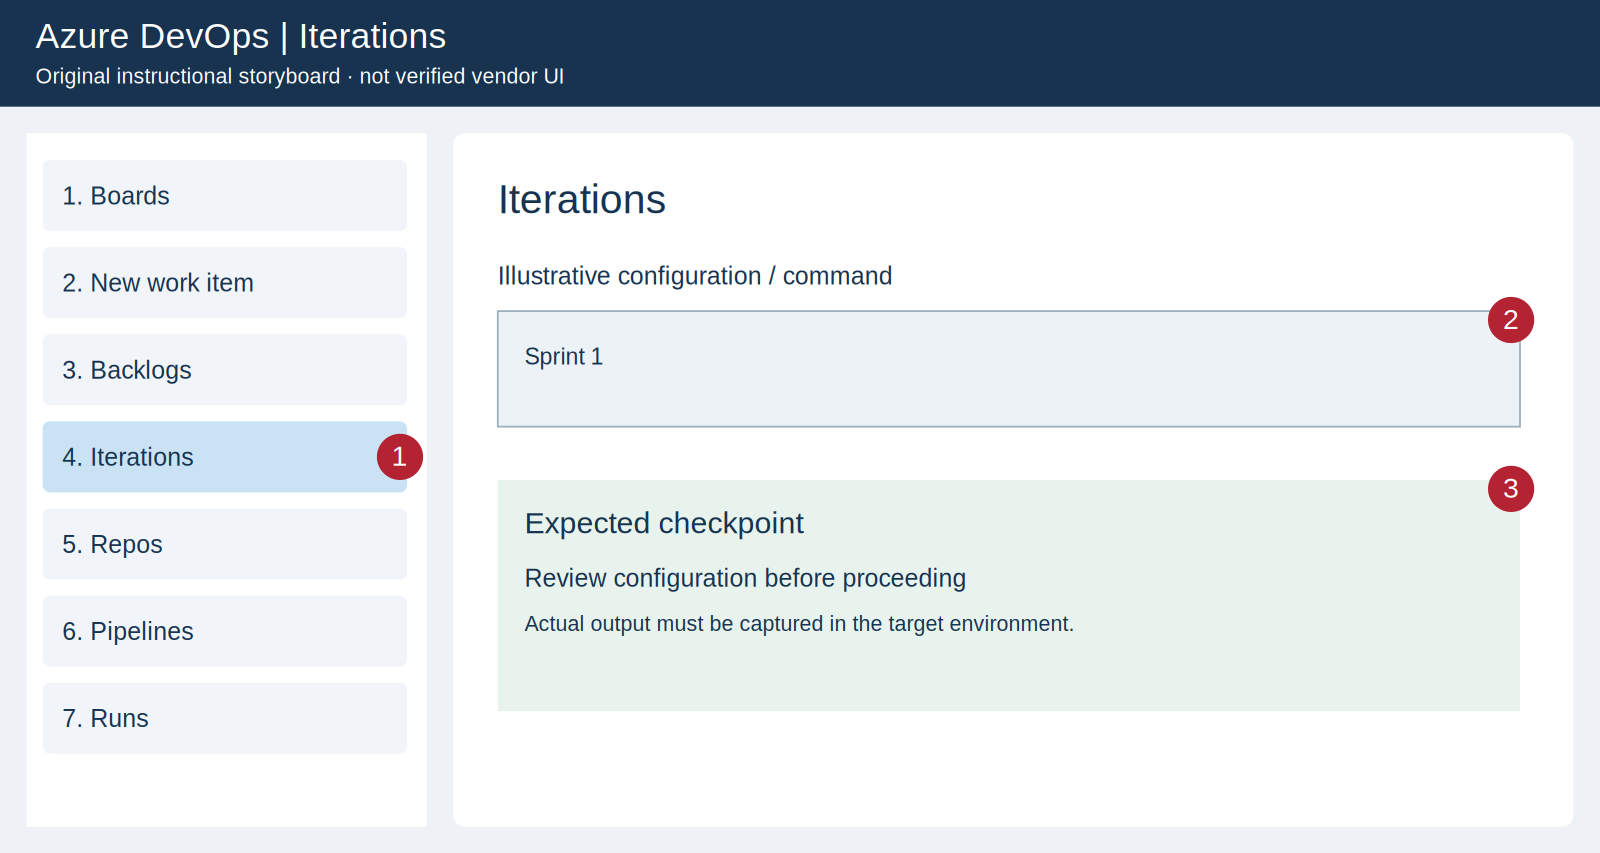 Azure DevOps | Iterations
Original instructional storyboard · not verified vendor UI
1. Boards
2. New work item
3. Backlogs
4. Iterations
1
5. Repos
6. Pipelines
7. Runs
Iterations
Illustrative configuration / command
2
Sprint 1
3
Expected checkpoint
Review configuration before proceeding
Actual output must be captured in the target environment.